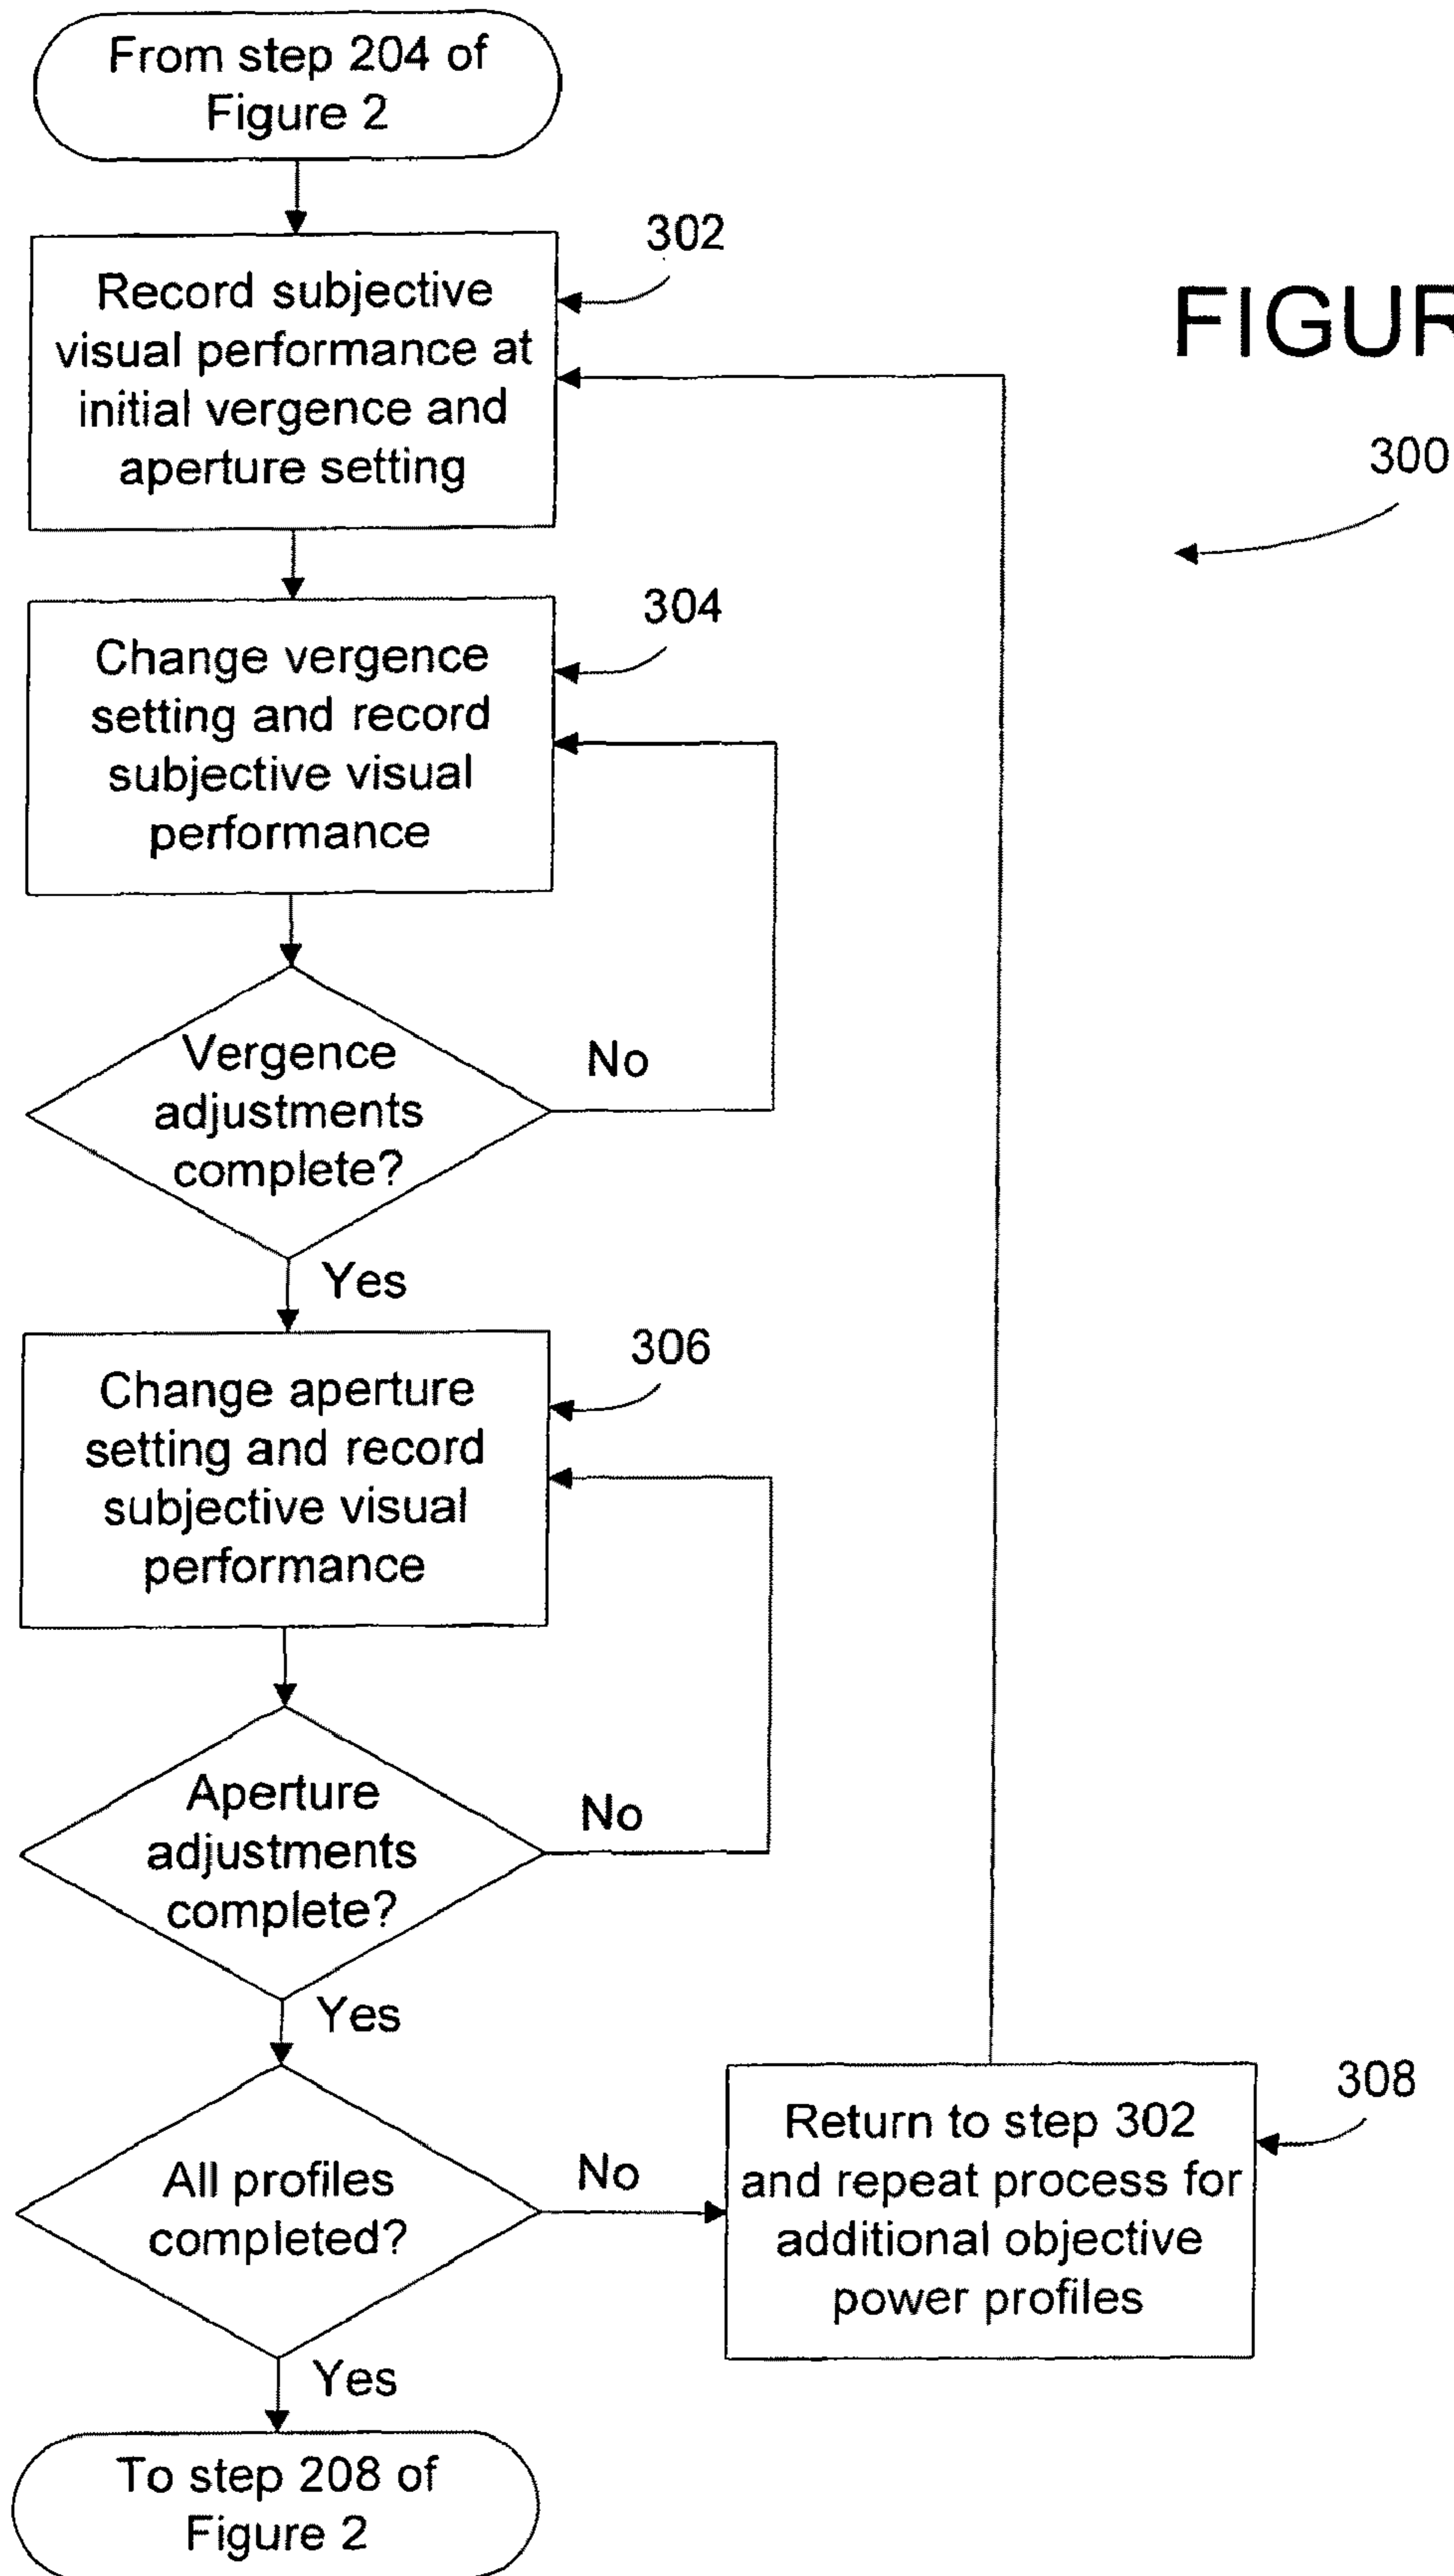 From step 204 of
Figure 2
302
Record subjective
visual performance at
initial vergence and
aperture setting
FIGUR
300
304
Change vergence
setting and record
subjective visual
performance
Vergence
adjustments
complete?
No
Yes
306
Change aperture
setting and record
subjective visual
performance
Aperture
adjustments
complete?
No
Yes
308
All profiles
completed?
No
Return to step 302
and repeat process for
additional objective
power profiles
Yes
To step 208 of
Figure 2